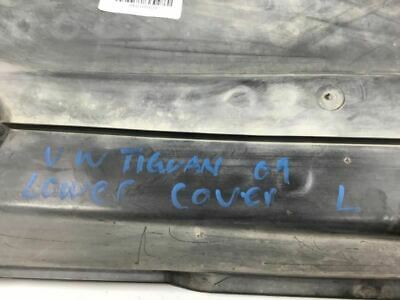 VW TIGUAN 09
LOWER COVER L